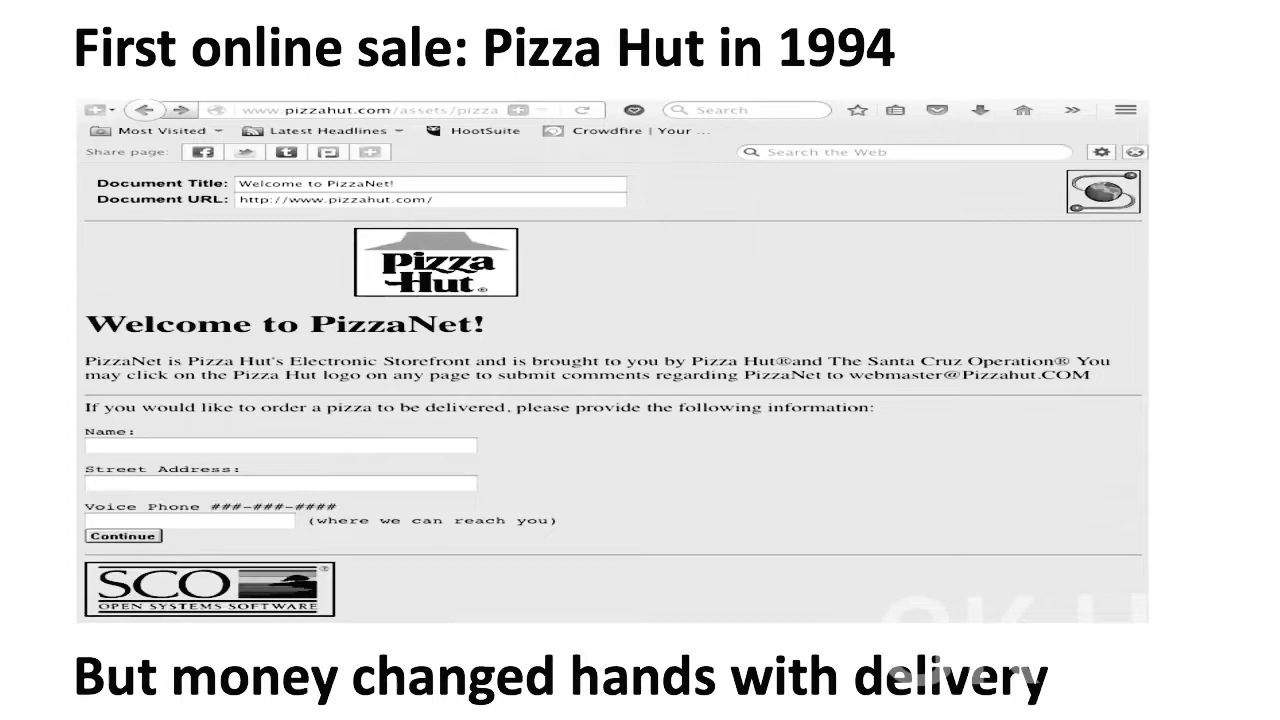 First online sale: Pizza Hut in 1994
www.pizzahut.com/assets/pizza
Search
Most Visited
Latest Headlines
HootSuite
Crowdfire | Your ...
Share page:
Search the Web
Document Title: Welcome to PizzaNet!
Document URL: http://www.pizzahut.com/
Pizza
Hut®
Welcome to PizzaNet!
PizzaNet is Pizza Hut's Electronic Storefront and is brought to you by Pizza Hut®and The Santa Cruz Operation® You
may click on the Pizza Hut logo on any page to submit comments regarding PizzaNet to webmaster@Pizzahut.COM
If you would like to order a pizza to be delivered, please provide the following information:
Name:
Street Address:
Voice Phone ###-###-####
(where we can reach you)
Continue
SCO®
OPEN SYSTEMS SOFTWARE
But money changed hands with delivery